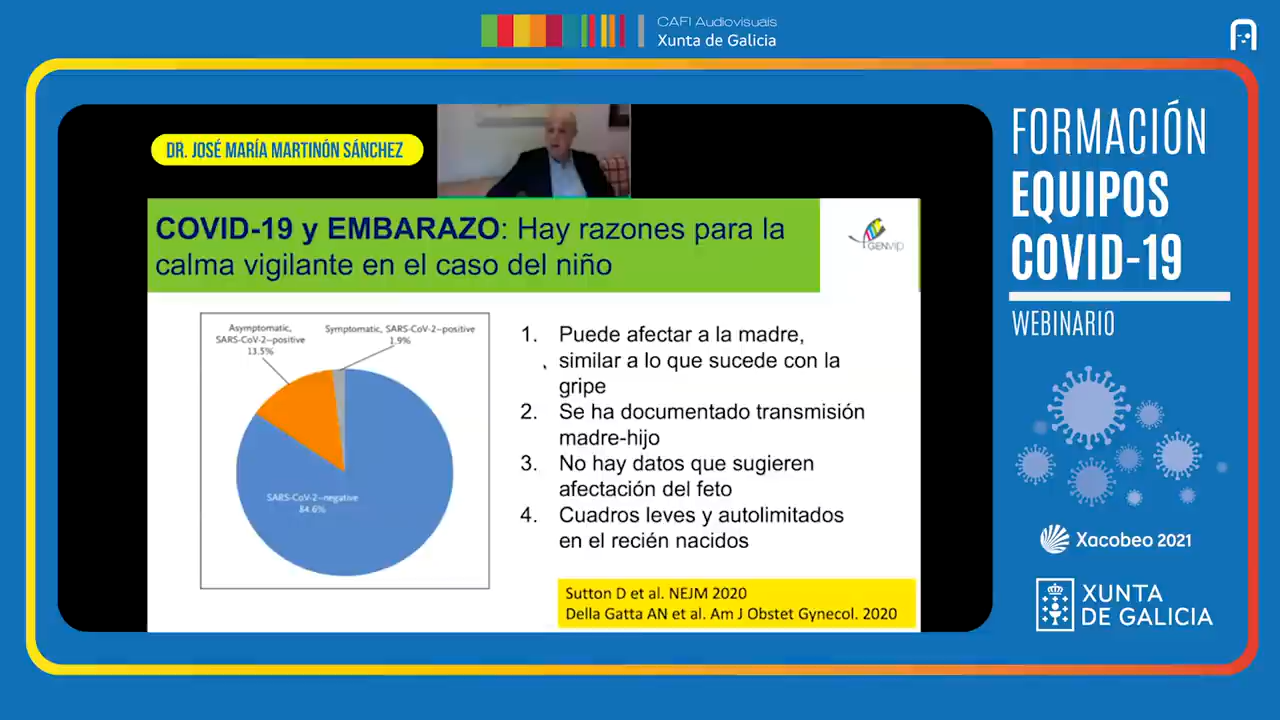 CAFI Audiovisuais
Xunta de Galicia
DR. JOSÉ MARÍA MARTINÓN SÁNCHEZ
COVID-19 y EMBARAZO: Hay razones para la
calma vigilante en el caso del niño
GENvip
Asymptomatic,
SARS-CoV-2–positive
13.5%
Symptomatic, SARS-CoV-2–positive
1.9%
SARS-CoV-2–negative
84.6%
1. Puede afectar a la madre,
similar a lo que sucede con la
gripe
2. Se ha documentado transmisión
madre-hijo
3. No hay datos que sugieren
afectación del feto
4. Cuadros leves y autolimitados
en el recién nacidos
Sutton D et al. NEJM 2020
Della Gatta AN et al. Am J Obstet Gynecol. 2020
FORMACIÓN
EQUIPOS
COVID-19
WEBINARIO
Xacobeo 2021
XUNTA
DE GALICIA